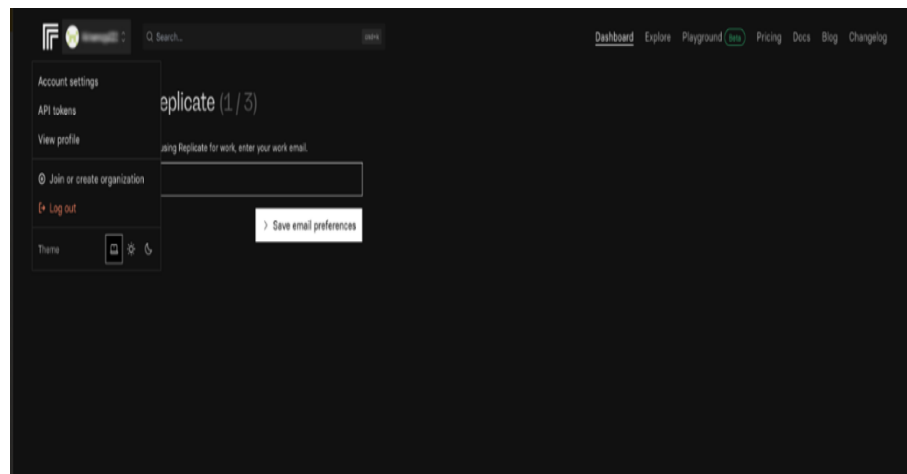 Search...
Dashboard Explore Playground Beta Pricing Docs Blog Changelog
Account settings
API tokens
View profile
Join or create organization
Log out
Theme
eplicate (1 / 3)
using Replicate for work, enter your work email.
Save email preferences